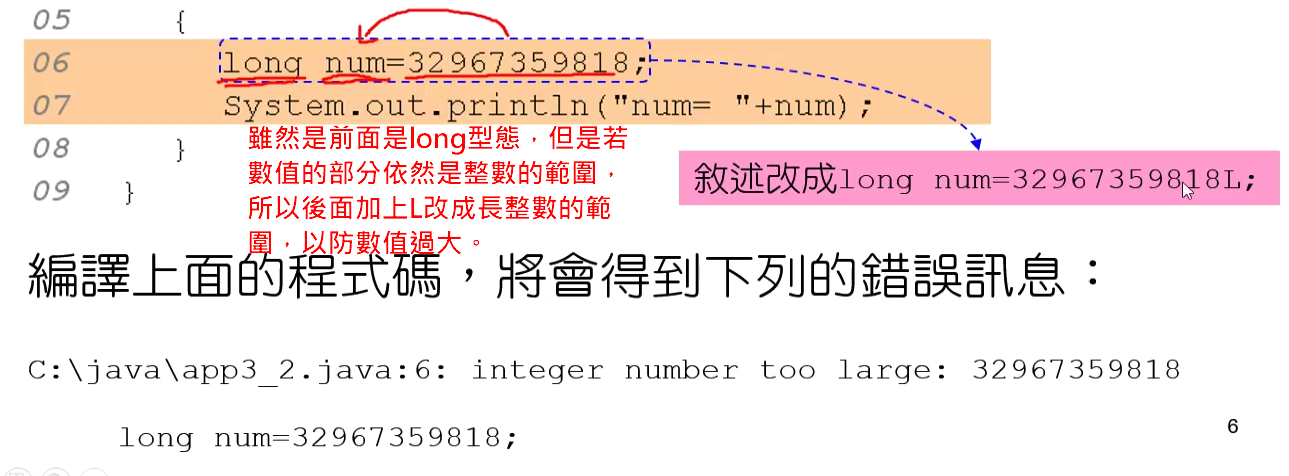 05 {
06 long num=32967359818;
07 System.out.println("num= "+num);
雖然是前面是long型態，但是若
08 }
數值的部分依然是整數的範圍，
敘述改成long num=32967359818L;
09 }
所以後面加上L改成長整數的範
圍，以防數值過大。
編譯上面的程式碼，將會得到下列的錯誤訊息：
C:\java\app3_2.java:6: integer number too large: 32967359818
long num=32967359818;
6